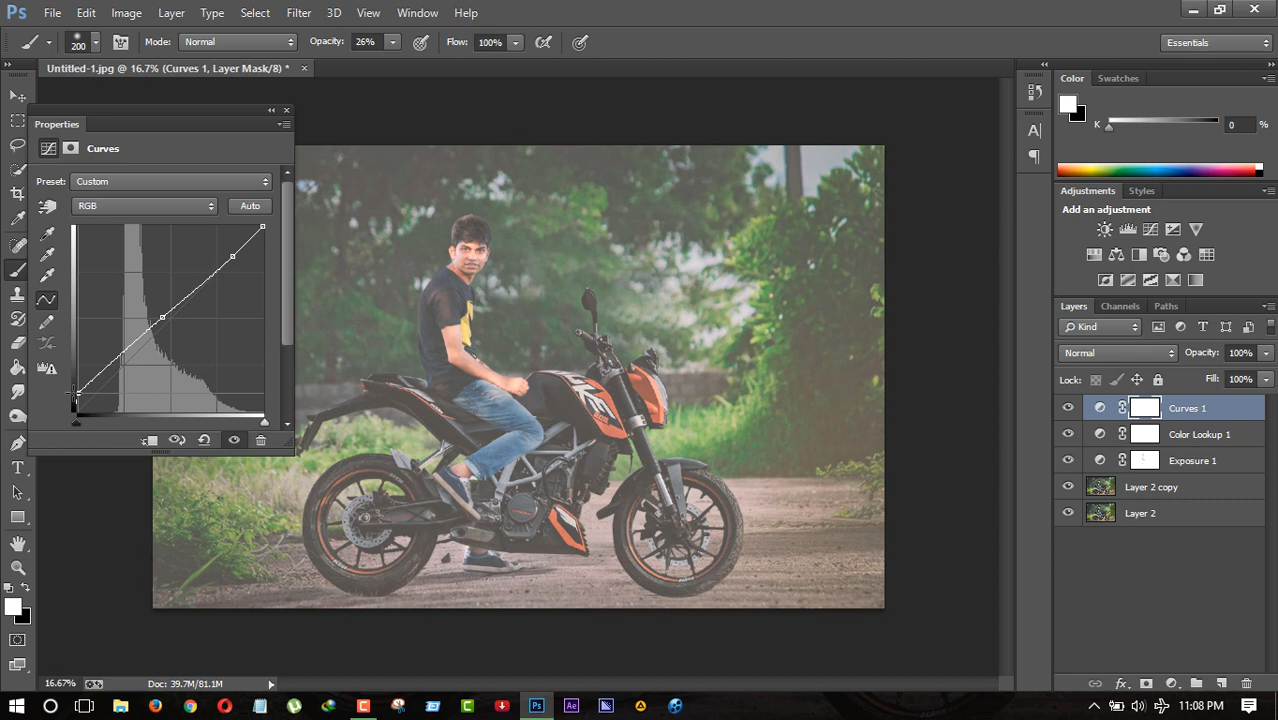 Ps File Edit Image Layer Type Select Filter 3D View Window Help
200 Mode: Normal Opacity: 26% Flow: 100% Essentials
Untitled-1.jpg @ 16.7% (Curves 1, Layer Mask/8) *
Properties
Curves
Preset: Custom
RGB Auto
Color Swatches
K 0 %
Adjustments Styles
Add an adjustment
Layers Channels Paths
Kind
Normal Opacity: 100%
Lock: Fill: 100%
Curves 1
Color Lookup 1
Exposure 1
Layer 2 copy
Layer 2
DUKE
16.67% Doc: 39.7M/81.1M
Ps Ae 11:08 PM